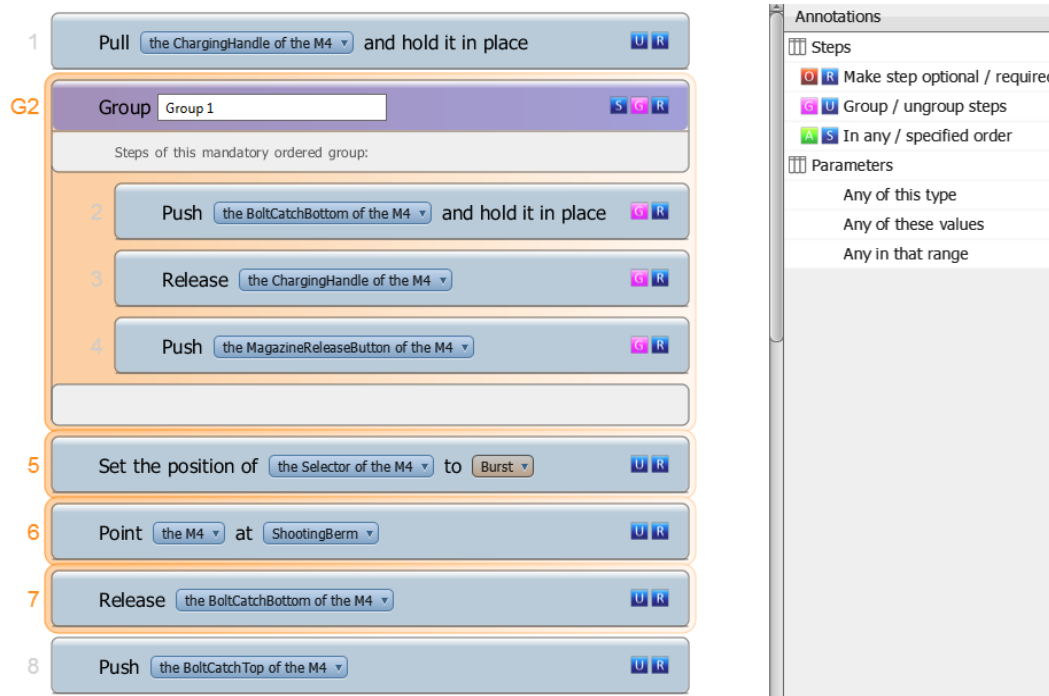 1 Pull the ChargingHandle of the M4 and hold it in place U R
G2 Group Group 1 S G R
Steps of this mandatory ordered group:
2 Push the BoltCatchBottom of the M4 and hold it in place G R
3 Release the ChargingHandle of the M4 G R
4 Push the MagazineReleaseButton of the M4 G R
5 Set the position of the Selector of the M4 to Burst U R
6 Point the M4 at ShootingBerm U R
7 Release the BoltCatchBottom of the M4 U R
8 Push the BoltCatchTop of the M4 U R
Annotations
Steps
O R Make step optional / required
G U Group / ungroup steps
A S In any / specified order
Parameters
Any of this type
Any of these values
Any in that range